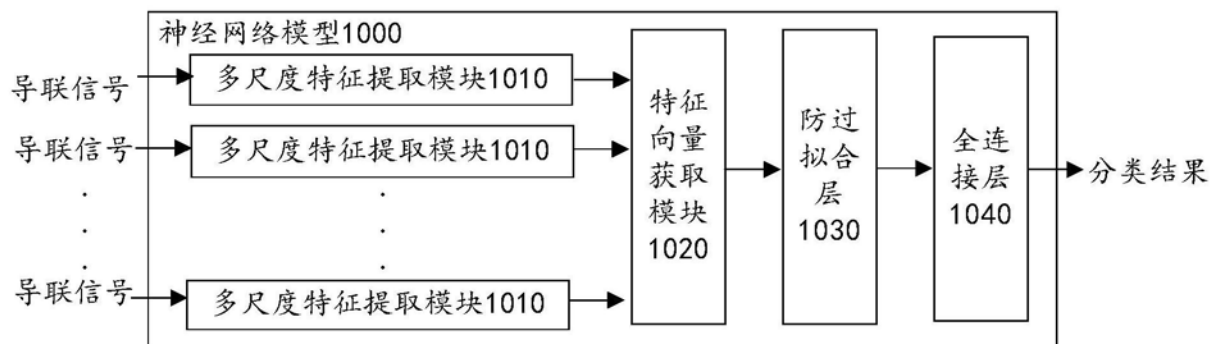 神经网络模型1000
导联信号
多尺度特征提取模块1010
导联信号
多尺度特征提取模块1010
导联信号
多尺度特征提取模块1010
特征
向量
获取
模块
1020
防过
拟合
层
1030
全连
接层
1040
分类结果